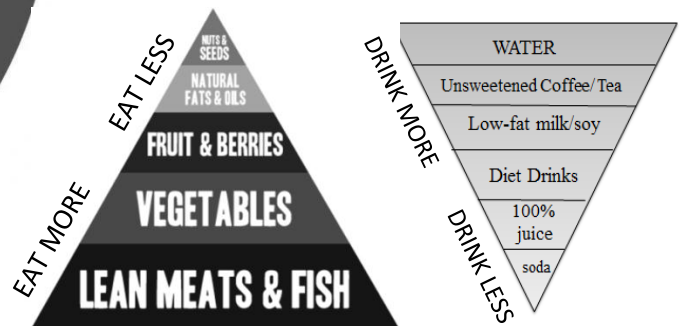 EAT LESS
EAT MORE
NUTS &
SEEDS
NATURAL
FATS & OILS
FRUIT & BERRIES
VEGETABLES
LEAN MEATS & FISH
DRINK MORE
DRINK LESS
WATER
Unsweetened Coffee/Tea
Low-fat milk/soy
Diet Drinks
100%
juice
soda